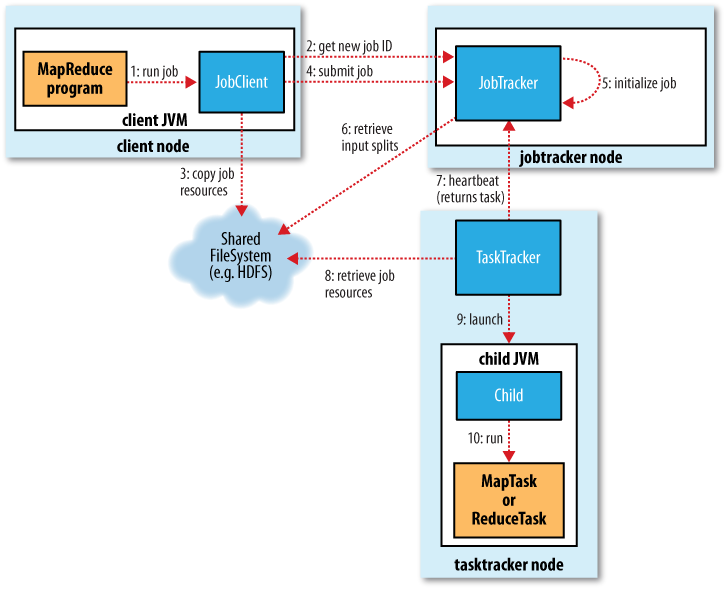 MapReduce
program
1: run job
JobClient
client JVM
client node
2: get new job ID
4: submit job
JobTracker
5: initialize job
jobtracker node
3: copy job
resources
6: retrieve
input splits
7: heartbeat
(returns task)
Shared
FileSystem
(e.g. HDFS)
8: retrieve job
resources
TaskTracker
9: launch
child JVM
Child
10: run
MapTask
or
ReduceTask
tasktracker node